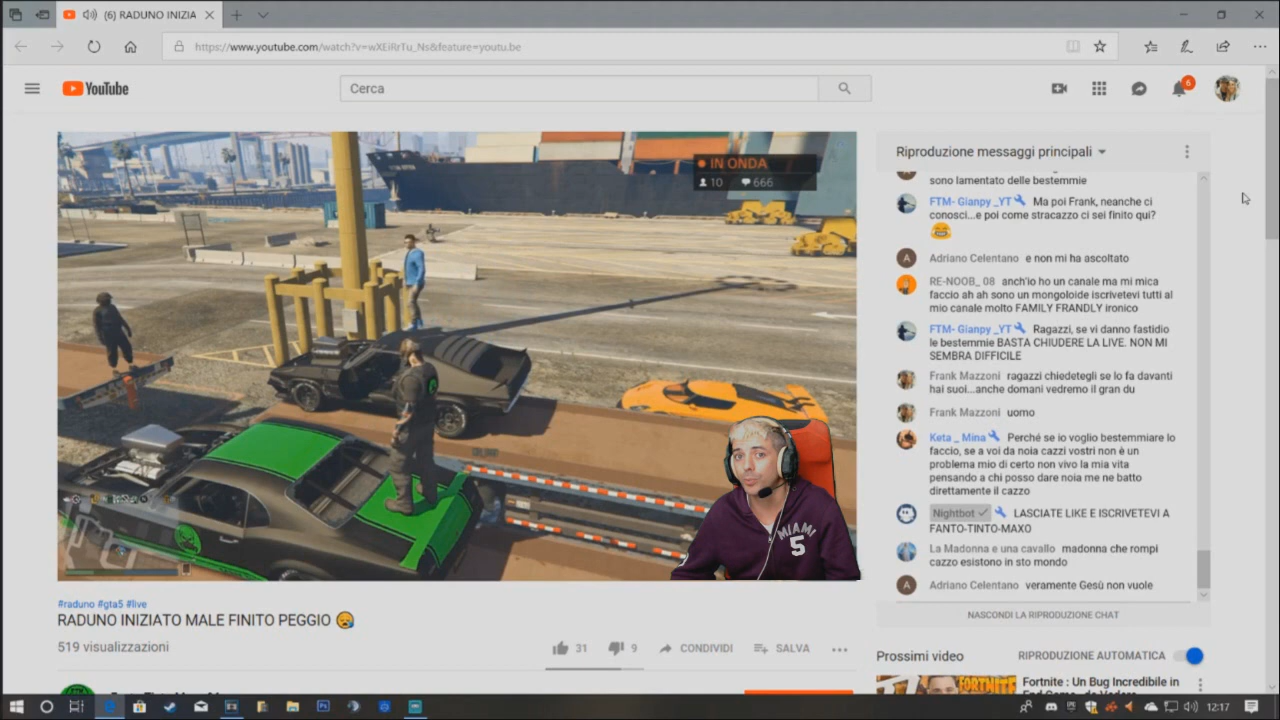 (6) RADUNO INIZIA
https://www.youtube.com/watch?v=wXEiRrTu_Ns&feature=youtu.be
YouTube
Cerca
6
IN ONDA
10 666
MIAMI
5
#raduno #gta5 #live
RADUNO INIZIATO MALE FINITO PEGGIO
519 visualizzazioni
31 9 CONDIVIDI SALVA
Riproduzione messaggi principali
sono lamentato delle bestemmie
FTM- Gianpy _YT Ma poi Frank, neanche ci
conosci...e poi come stracazzo ci sei finito qui?
A Adriano Celentano e non mi ha ascoltato
RE-NOOB_ 08 anch'io ho un canale ma mi mica
faccio ah ah sono un mongoloide iscrivetevi tutti al
mio canale molto FAMILY FRANDLY ironico
FTM- Gianpy _YT Ragazzi, se vi danno fastidio
le bestemmie BASTA CHIUDERE LA LIVE. NON MI
SEMBRA DIFFICILE
Frank Mazzoni ragazzi chiedetegli se lo fa davanti
hai suoi...anche domani vedremo il gran du
Frank Mazzoni uomo
Keta _ Mina Perché se io voglio bestemmiare lo
faccio, se a voi da noia cazzi vostri non è un
problema mio di certo non vivo la mia vita
pensando a chi posso dare noia me ne batto
direttamente il cazzo
Nightbot LASCIATE LIKE E ISCRIVETEVI A
FANTO-TINTO-MAXO
La Madonna e una cavallo madonna che rompi
cazzo esistono in sto mondo
A Adriano Celentano veramente Gesù non vuole
NASCONDI LA RIPRODUZIONE CHAT
Prossimi video RIPRODUZIONE AUTOMATICA
FORTNITE
Fortnite : Un Bug Incredibile in
12:17